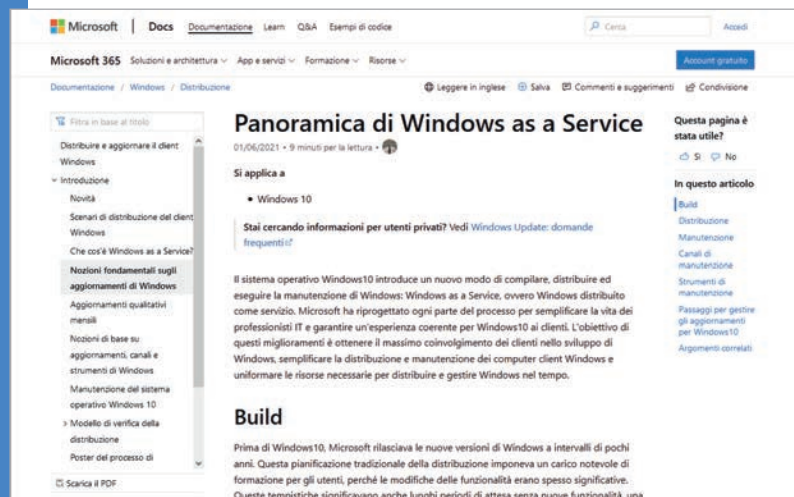 Microsoft Docs Documentazione Learn Q&A Esempi di codice Cerca Accedi
Microsoft 365 Soluzioni e architettura App e servizi Formazione Risorse Account gratuito
Documentazione / Windows / Distribuzione Leggere in inglese Salva Commenti e suggerimenti Condivisione
Filtra in base al titolo
Distribuire e aggiornare il client
Windows
Introduzione
Novità
Scenari di distribuzione del client
Windows
Che cos'è Windows as a Service?
Nozioni fondamentali sugli
aggiornamenti di Windows
Aggiornamenti qualitativi
mensili
Nozioni di base su
aggiornamenti, canali e
strumenti di Windows
Manutenzione del sistema
operativo Windows 10
Modello di verifica della
distribuzione
Poster del processo di
Scarica il PDF
Panoramica di Windows as a Service
01/06/2021 • 9 minuti per la lettura •
Si applica a
• Windows 10
Stai cercando informazioni per utenti privati? Vedi Windows Update: domande
frequenti
Il sistema operativo Windows10 introduce un nuovo modo di compilare, distribuire ed
eseguire la manutenzione di Windows: Windows as a Service, ovvero Windows distribuito
come servizio. Microsoft ha riprogettato ogni parte del processo per semplificare la vita dei
professionisti IT e garantire un'esperienza coerente per Windows10 ai clienti. L'obiettivo di
questi miglioramenti è ottenere il massimo coinvolgimento dei clienti nello sviluppo di
Windows, semplificare la distribuzione e manutenzione dei computer client Windows e
uniformare le risorse necessarie per distribuire e gestire Windows nel tempo.
Build
Prima di Windows10, Microsoft rilasciava le nuove versioni di Windows a intervalli di pochi
anni. Questa pianificazione tradizionale della distribuzione imponeva un carico notevole di
formazione per gli utenti, perché le modifiche delle funzionalità erano spesso significative.
Queste tempistiche significavano anche lunghi periodi di attesa senza nuove funzionalità, una
Questa pagina è
stata utile?
Sì No
In questo articolo
Build
Distribuzione
Manutenzione
Canali di
manutenzione
Strumenti di
manutenzione
Passaggi per gestire
gli aggiornamenti
per Windows10
Argomenti correlati